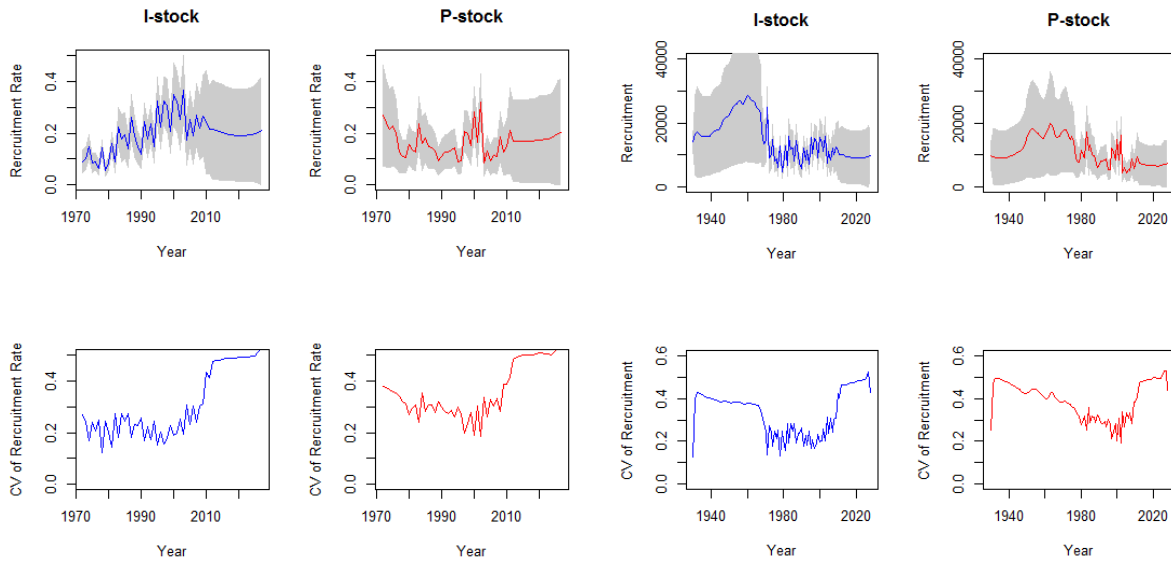 I-stock
P-stock
I-stock
P-stock
Rercruitment Rate
0.0 0.2 0.4
1970 1990 2010
Year
Rercruitment Rate
0.0 0.2 0.4
1970 1990 2010
Year
Rercruitment
0 20000 40000
1940 1980 2020
Year
Rercruitment
0 20000 40000
1940 1980 2020
Year
CV of Rercruitment Rate
0.0 0.2 0.4
1970 1990 2010
Year
CV of Rercruitment Rate
0.0 0.2 0.4
1970 1990 2010
Year
CV of Rercruitment
0.0 0.2 0.4 0.6
1940 1980 2020
Year
CV of Rercruitment
0.0 0.2 0.4 0.6
1940 1980 2020
Year